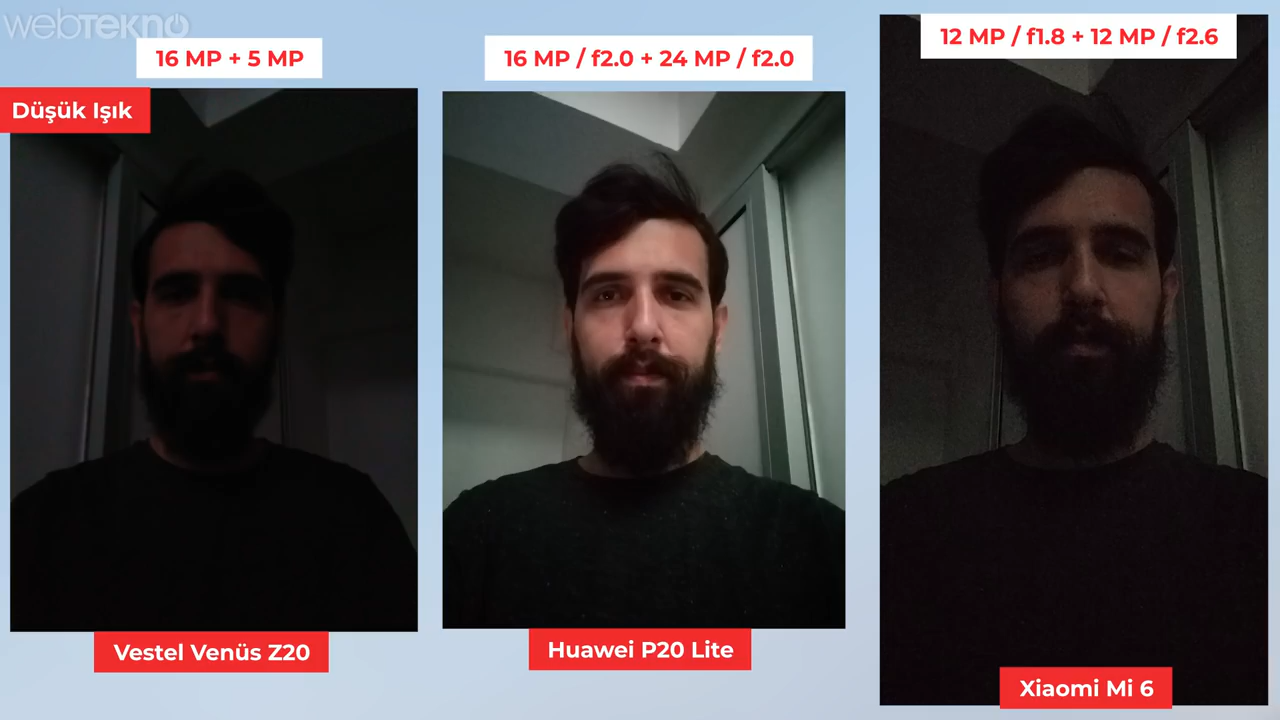 webtekno
16 MP + 5 MP
16 MP / f2.0 + 24 MP / f2.0
12 MP / f1.8 + 12 MP / f2.6
Düşük Işık
Vestel Venüs Z20
Huawei P20 Lite
Xiaomi Mi 6